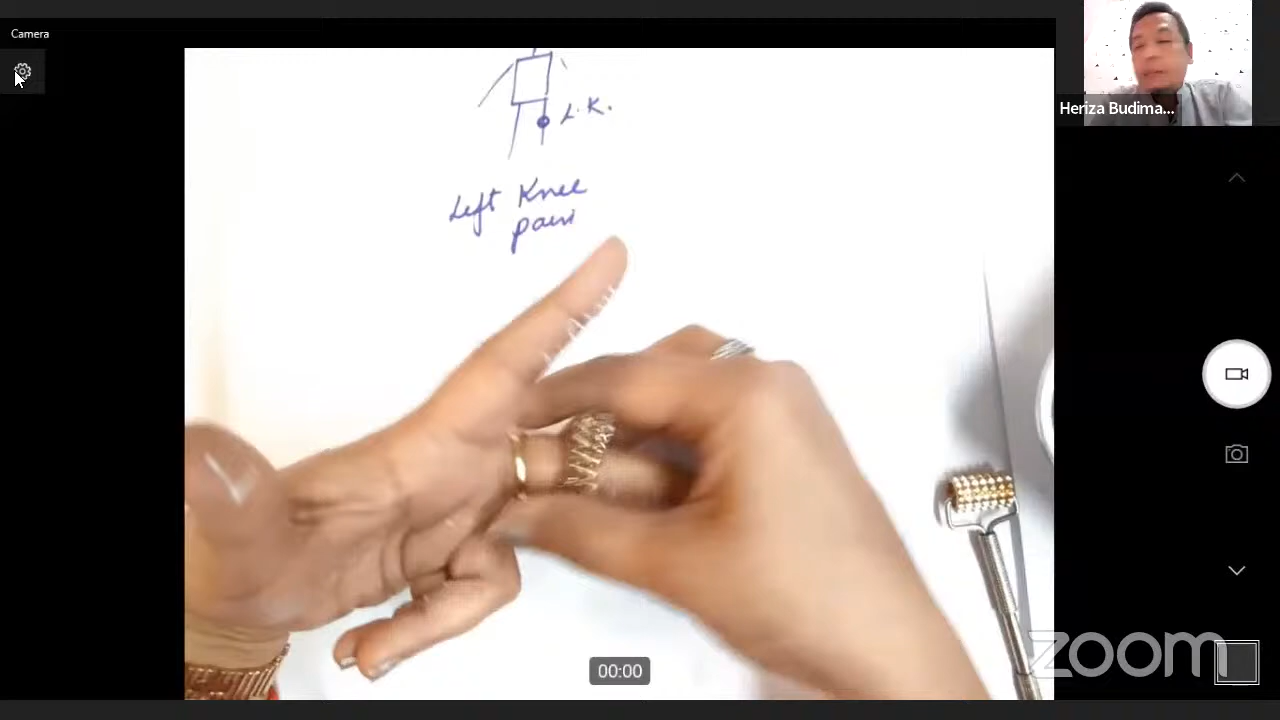 Camera
Heriza Budima...
L.K.
Left Knee
pain
00:00
zoom